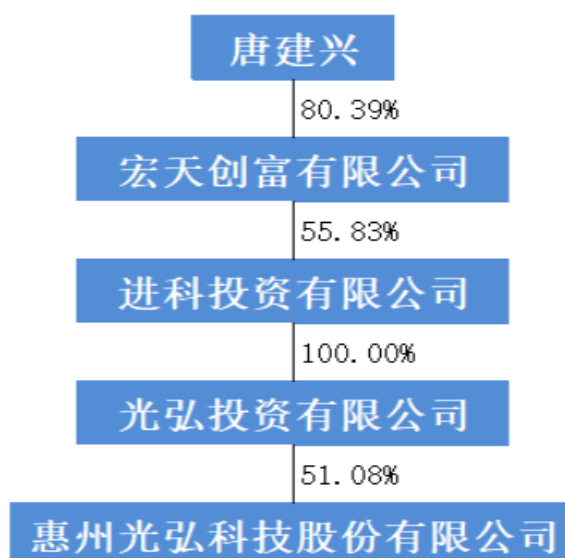 唐建兴
80.39%
宏天创富有限公司
55.83%
进科投资有限公司
100.00%
光弘投资有限公司
51.08%
惠州光弘科技股份有限公司